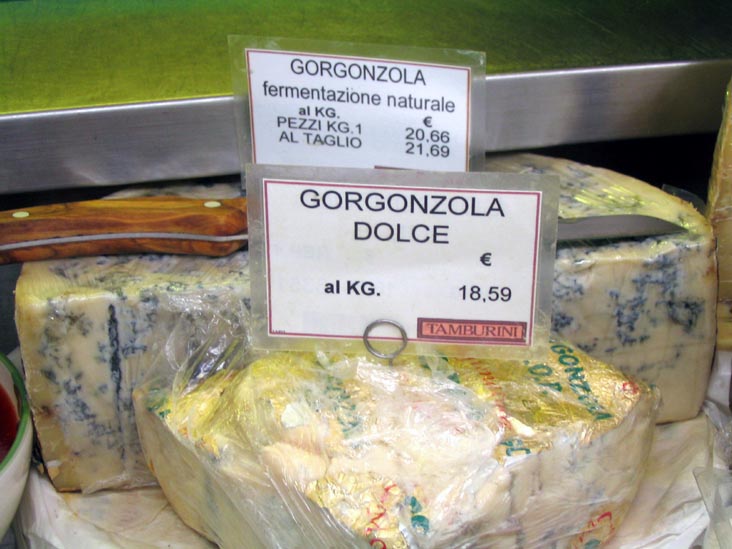 GORGONZOLA
fermentazione naturale
al KG. €
PEZZI KG.1 20,66
AL TAGLIO 21,69
GORGONZOLA
DOLCE
€
al KG. 18,59
TAMBURINI
GORGONZOLA